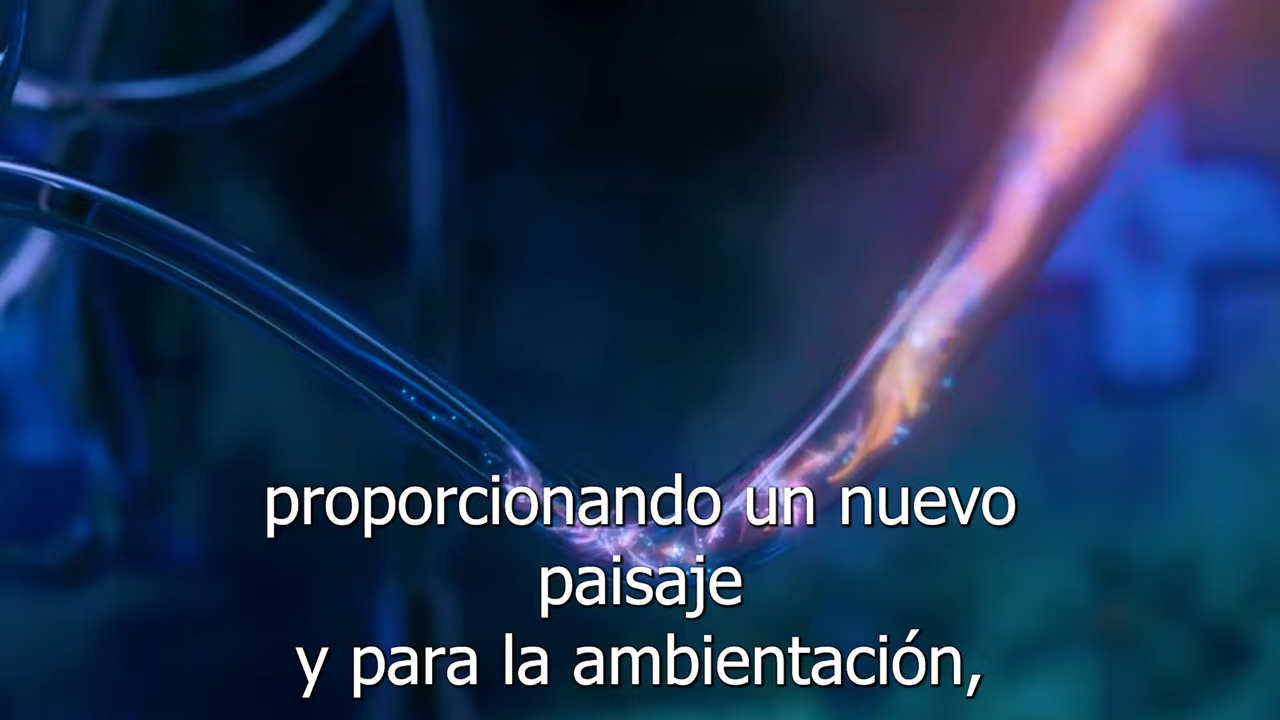 proporcionando un nuevo
paisaje
y para la ambientación,